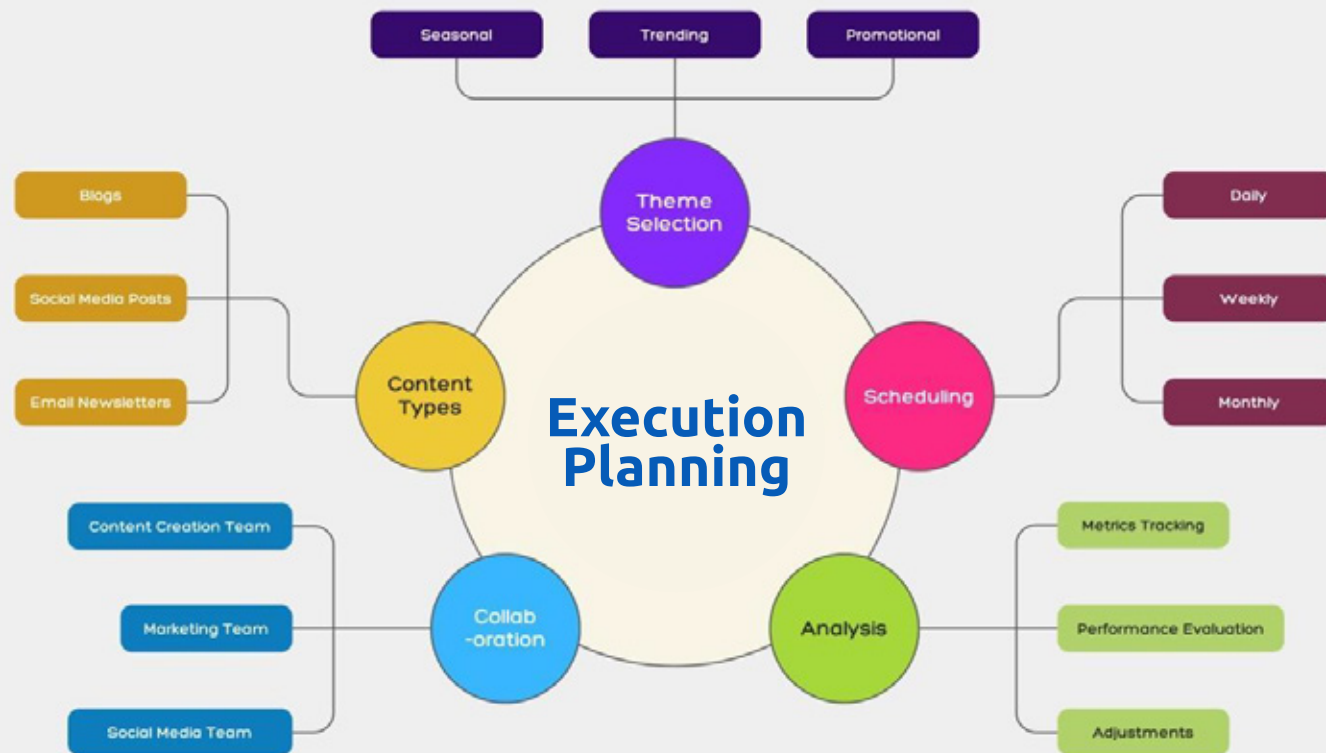 Seasonal
Trending
Promotional
Theme
Selection
Blogs
Social Media Posts
Email Newsletters
Content
Types
Execution
Planning
Scheduling
Daily
Weekly
Monthly
Content Creation Team
Marketing Team
Social Media Team
Collab
-oration
Analysis
Metrics Tracking
Performance Evaluation
Adjustments